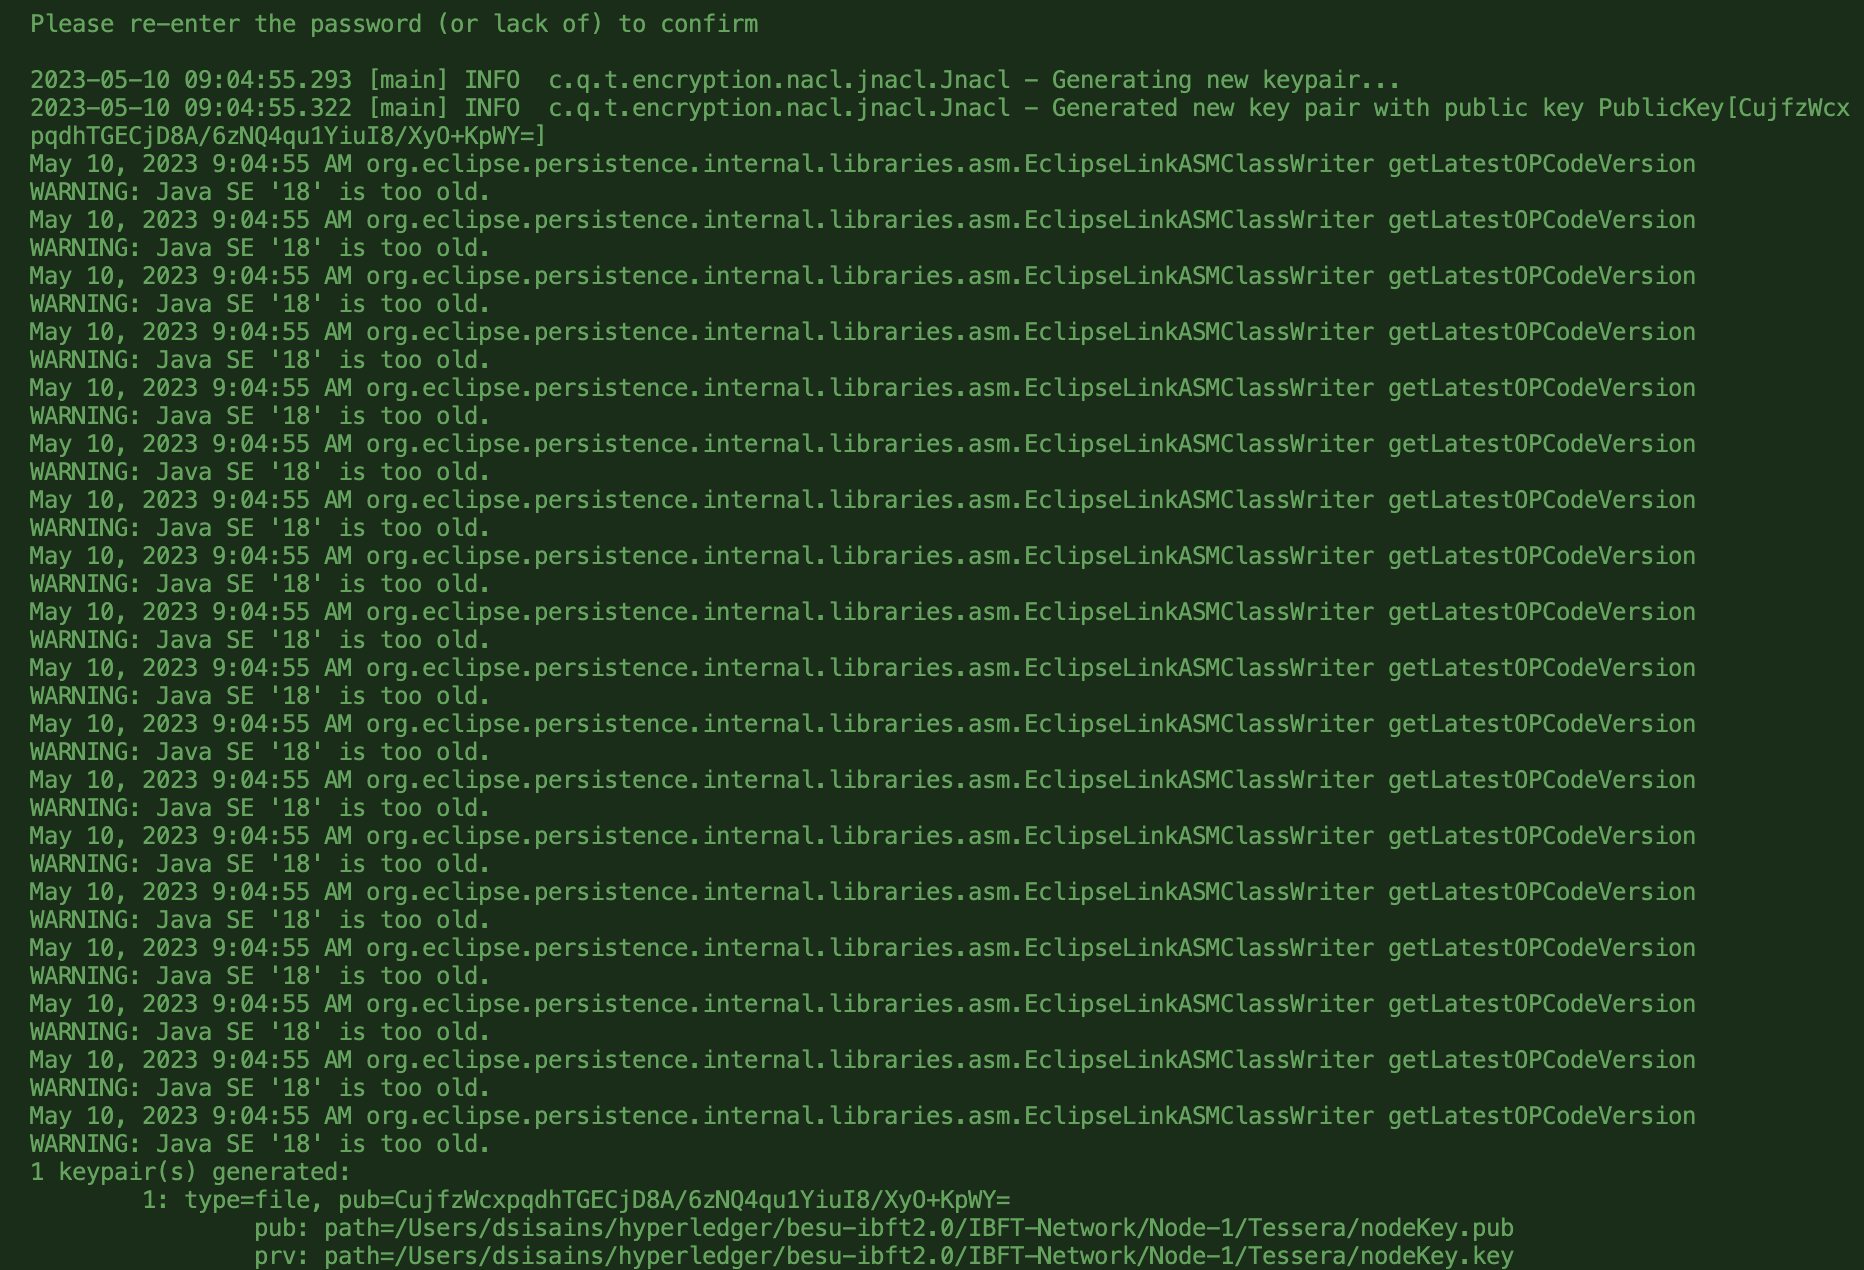 Please re-enter the password (or lack of) to confirm
2023-05-10 09:04:55.293 [main] INFO  c.q.t.encryption.nacl.jnacl.Jnacl - Generating new keypair...
2023-05-10 09:04:55.322 [main] INFO  c.q.t.encryption.nacl.jnacl.Jnacl - Generated new key pair with public key PublicKey[CujfzWcx
pqdhTGECjD8A/6zNQ4qu1YiuI8/XyO+KpWY=]
May 10, 2023 9:04:55 AM org.eclipse.persistence.internal.libraries.asm.EclipseLinkASMClassWriter getLatestOPCodeVersion
WARNING: Java SE '18' is too old.
May 10, 2023 9:04:55 AM org.eclipse.persistence.internal.libraries.asm.EclipseLinkASMClassWriter getLatestOPCodeVersion
WARNING: Java SE '18' is too old.
May 10, 2023 9:04:55 AM org.eclipse.persistence.internal.libraries.asm.EclipseLinkASMClassWriter getLatestOPCodeVersion
WARNING: Java SE '18' is too old.
May 10, 2023 9:04:55 AM org.eclipse.persistence.internal.libraries.asm.EclipseLinkASMClassWriter getLatestOPCodeVersion
WARNING: Java SE '18' is too old.
May 10, 2023 9:04:55 AM org.eclipse.persistence.internal.libraries.asm.EclipseLinkASMClassWriter getLatestOPCodeVersion
WARNING: Java SE '18' is too old.
May 10, 2023 9:04:55 AM org.eclipse.persistence.internal.libraries.asm.EclipseLinkASMClassWriter getLatestOPCodeVersion
WARNING: Java SE '18' is too old.
May 10, 2023 9:04:55 AM org.eclipse.persistence.internal.libraries.asm.EclipseLinkASMClassWriter getLatestOPCodeVersion
WARNING: Java SE '18' is too old.
May 10, 2023 9:04:55 AM org.eclipse.persistence.internal.libraries.asm.EclipseLinkASMClassWriter getLatestOPCodeVersion
WARNING: Java SE '18' is too old.
May 10, 2023 9:04:55 AM org.eclipse.persistence.internal.libraries.asm.EclipseLinkASMClassWriter getLatestOPCodeVersion
WARNING: Java SE '18' is too old.
May 10, 2023 9:04:55 AM org.eclipse.persistence.internal.libraries.asm.EclipseLinkASMClassWriter getLatestOPCodeVersion
WARNING: Java SE '18' is too old.
May 10, 2023 9:04:55 AM org.eclipse.persistence.internal.libraries.asm.EclipseLinkASMClassWriter getLatestOPCodeVersion
WARNING: Java SE '18' is too old.
May 10, 2023 9:04:55 AM org.eclipse.persistence.internal.libraries.asm.EclipseLinkASMClassWriter getLatestOPCodeVersion
WARNING: Java SE '18' is too old.
May 10, 2023 9:04:55 AM org.eclipse.persistence.internal.libraries.asm.EclipseLinkASMClassWriter getLatestOPCodeVersion
WARNING: Java SE '18' is too old.
May 10, 2023 9:04:55 AM org.eclipse.persistence.internal.libraries.asm.EclipseLinkASMClassWriter getLatestOPCodeVersion
WARNING: Java SE '18' is too old.
May 10, 2023 9:04:55 AM org.eclipse.persistence.internal.libraries.asm.EclipseLinkASMClassWriter getLatestOPCodeVersion
WARNING: Java SE '18' is too old.
May 10, 2023 9:04:55 AM org.eclipse.persistence.internal.libraries.asm.EclipseLinkASMClassWriter getLatestOPCodeVersion
WARNING: Java SE '18' is too old.
May 10, 2023 9:04:55 AM org.eclipse.persistence.internal.libraries.asm.EclipseLinkASMClassWriter getLatestOPCodeVersion
WARNING: Java SE '18' is too old.
May 10, 2023 9:04:55 AM org.eclipse.persistence.internal.libraries.asm.EclipseLinkASMClassWriter getLatestOPCodeVersion
WARNING: Java SE '18' is too old.
1 keypair(s) generated:
        1: type=file, pub=CujfzWcxpqdhTGECjD8A/6zNQ4qu1YiuI8/XyO+KpWY=
                pub: path=/Users/dsisains/hyperledger/besu-ibft2.0/IBFT-Network/Node-1/Tessera/nodeKey.pub
                prv: path=/Users/dsisains/hyperledger/besu-ibft2.0/IBFT-Network/Node-1/Tessera/nodeKey.key